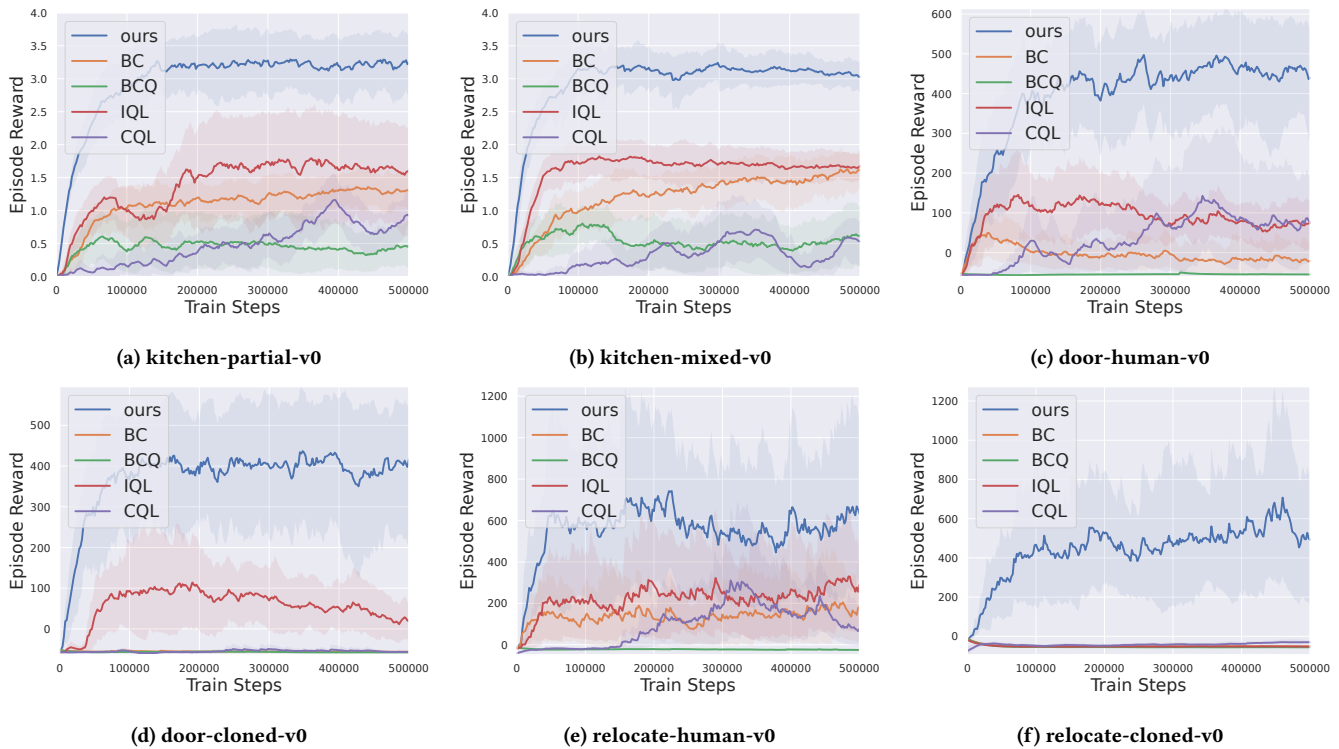 4.0
3.5
3.0
2.5
2.0
1.5
1.0
0.5
0.0
Episode Reward
ours
BC
BCQ
IQL
CQL
0 100000 200000 300000 400000 500000
Train Steps
(a) kitchen-partial-v0
4.0
3.5
3.0
2.5
2.0
1.5
1.0
0.5
0.0
Episode Reward
ours
BC
BCQ
IQL
CQL
0 100000 200000 300000 400000 500000
Train Steps
(b) kitchen-mixed-v0
600
500
400
300
200
100
0
Episode Reward
ours
BC
BCQ
IQL
CQL
0 100000 200000 300000 400000 500000
Train Steps
(c) door-human-v0
500
400
300
200
100
0
Episode Reward
ours
BC
BCQ
IQL
CQL
0 100000 200000 300000 400000 500000
Train Steps
(d) door-cloned-v0
1200
1000
800
600
400
200
0
Episode Reward
ours
BC
BCQ
IQL
CQL
0 100000 200000 300000 400000 500000
Train Steps
(e) relocate-human-v0
1200
1000
800
600
400
200
0
Episode Reward
ours
BC
BCQ
IQL
CQL
0 100000 200000 300000 400000 500000
Train Steps
(f) relocate-cloned-v0